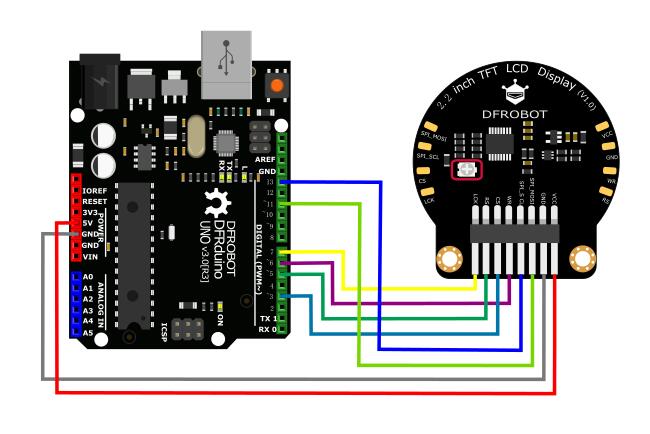 IOREF
RESET
3V3
5V
GND
GND
VIN
POWER
A0
A1
A2
A3
A4
A5
ANALOG IN
RX
TX
L
AREF
GND
13
12
~11
~10
~9
8
7
~6
~5
4
~3
2
TX 1
RX 0
DIGITAL (PWM~)
DFROBOT
DFRduino
UNO v3.0[R3]
ON
ICSP
2.2 inch TFT LCD Display (V1.0)
DFROBOT
SPI_MOSI
SPI_SCL
CS
LCK
VCC
GND
WR
RS
LCK
RS
CS
WR
SPI_SCL
SPI_MOSI
GND
VCC